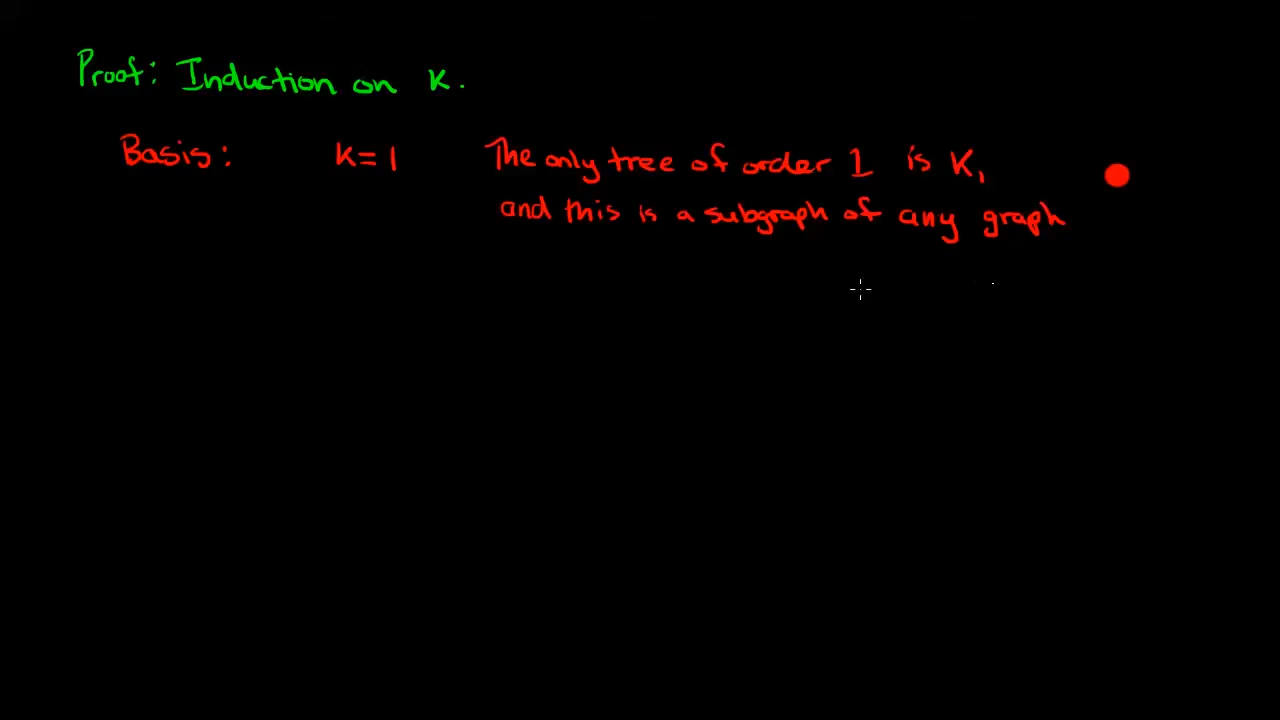 Proof: Induction on K.
Basis: K=1 The only tree of order 1 is K₁
and this is a subgraph of any graph